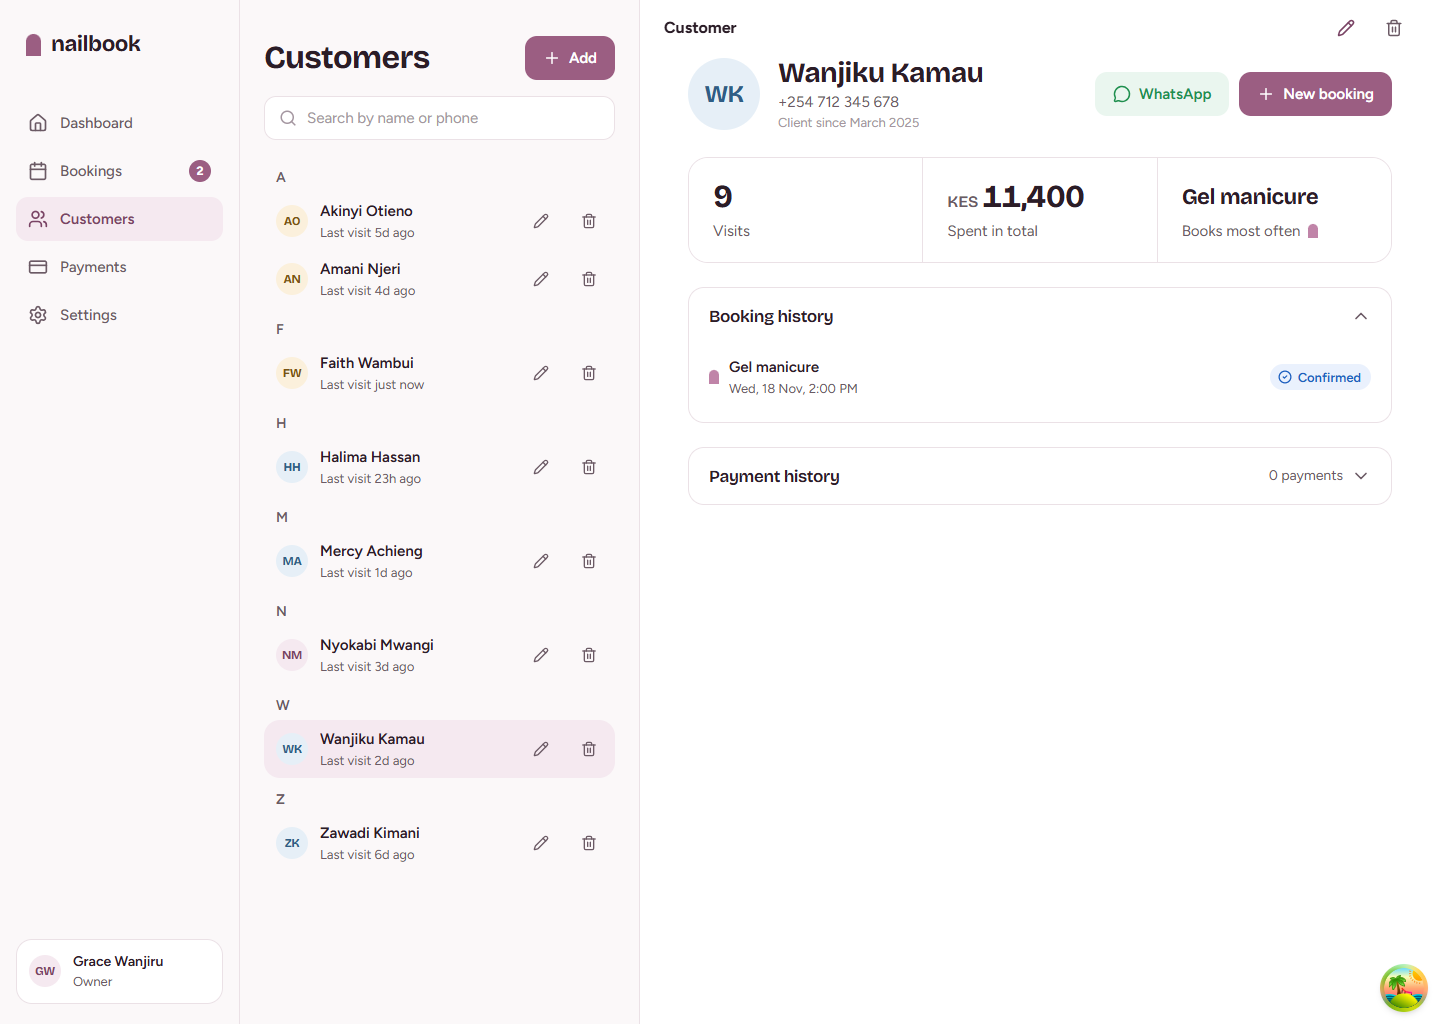 nailbook
Dashboard
Bookings 2
Customers
Payments
Settings
GW
Grace Wanjiru
Owner
Customers
Add
Search by name or phone
A
AO
Akinyi Otieno
Last visit 5d ago
AN
Amani Njeri
Last visit 4d ago
F
FW
Faith Wambui
Last visit just now
H
HH
Halima Hassan
Last visit 23h ago
M
MA
Mercy Achieng
Last visit 1d ago
N
NM
Nyokabi Mwangi
Last visit 3d ago
W
WK
Wanjiku Kamau
Last visit 2d ago
Z
ZK
Zawadi Kimani
Last visit 6d ago
Customer
WK
Wanjiku Kamau
+254 712 345 678
Client since March 2025
WhatsApp
New booking
9
Visits
KES 11,400
Spent in total
Gel manicure
Books most often
Booking history
Gel manicure
Wed, 18 Nov, 2:00 PM
Confirmed
Payment history
0 payments